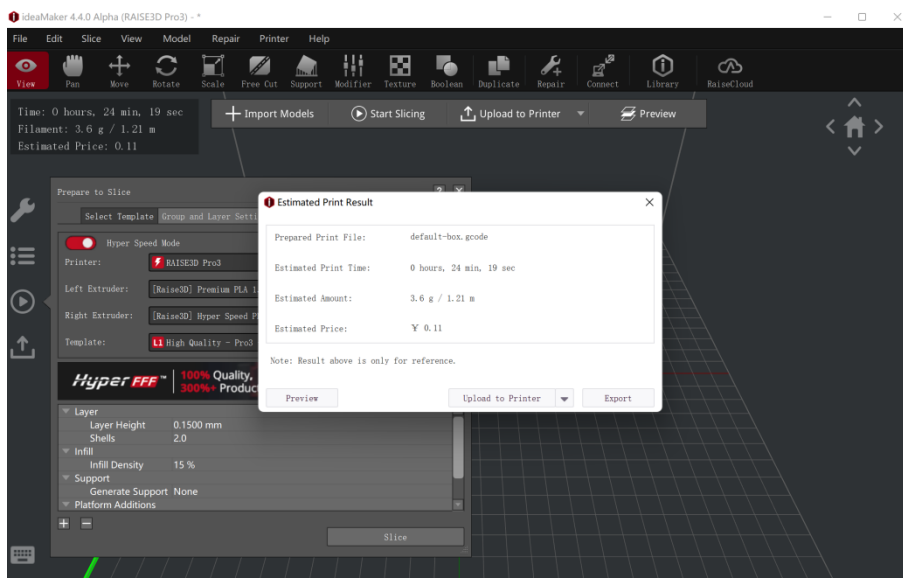 ideaMaker 4.4.0 Alpha (RAISE3D Pro3) - *
File Edit Slice View Model Repair Printer Help
View Pan Move Rotate Scale Free Cut Support Modifier Texture Boolean Duplicate Repair Connect Library RaiseCloud
Time: 0 hours, 24 min, 19 sec
Filament: 3.6 g / 1.21 m
Estimated Price: 0.11
Import Models Start Slicing Upload to Printer Preview
Prepare to Slice
Select Template Group and Layer Setti
Hyper Speed Mode
Printer: RAISE3D Pro3
Left Extruder: [Raise3D] Premium PLA 1.
Right Extruder: [Raise3D] Hyper Speed P
Template: L1 High Quality - Pro3
Hyper FFF™ 100% Quality,
300%+ Produc
Layer
Layer Height 0.1500 mm
Shells 2.0
Infill
Infill Density 15 %
Support
Generate Support None
Platform Additions
Slice
Estimated Print Result
Prepared Print File: default-box.gcode
Estimated Print Time: 0 hours, 24 min, 19 sec
Estimated Amount: 3.6 g / 1.21 m
Estimated Price: ¥ 0.11
Note: Result above is only for reference.
Preview Upload to Printer Export